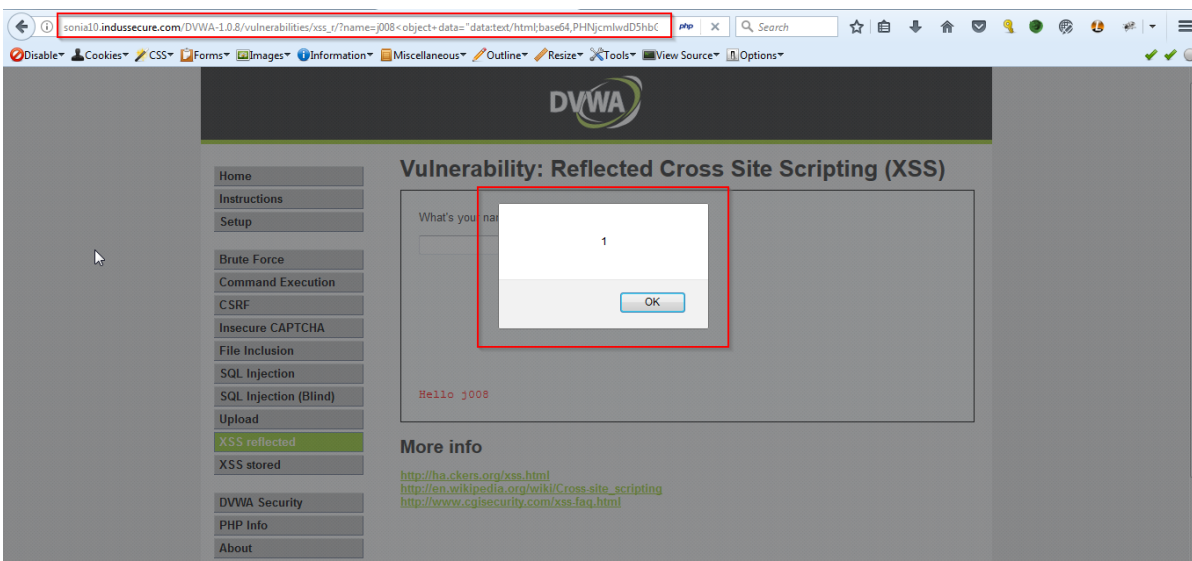 sonia10.indussecure.com/DVWA-1.0.8/vulnerabilities/xss_r/?name=j008<object+data="data:text/html;base64,PHNjcmlwdD5hbC php Search
Disable Cookies CSS Forms Images Information Miscellaneous Outline Resize Tools View Source Options
DVWA
Vulnerability: Reflected Cross Site Scripting (XSS)
Home
Instructions
Setup
Brute Force
Command Execution
CSRF
Insecure CAPTCHA
File Inclusion
SQL Injection
SQL Injection (Blind)
Upload
XSS reflected
XSS stored
DVWA Security
PHP Info
About
What's your
1
OK
Hello j008
More info
http://ha.ckers.org/xss.html
http://en.wikipedia.org/wiki/Cross-site_scripting
http://www.cgisecurity.com/xss-faq.html